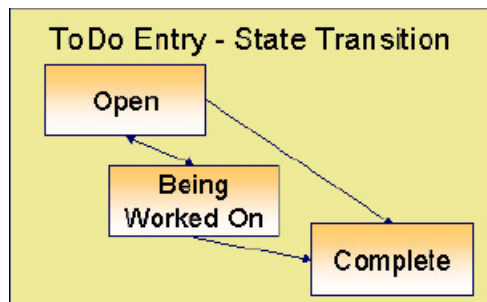 ToDo Entry - State Transition
Open
Being
Worked On
Complete